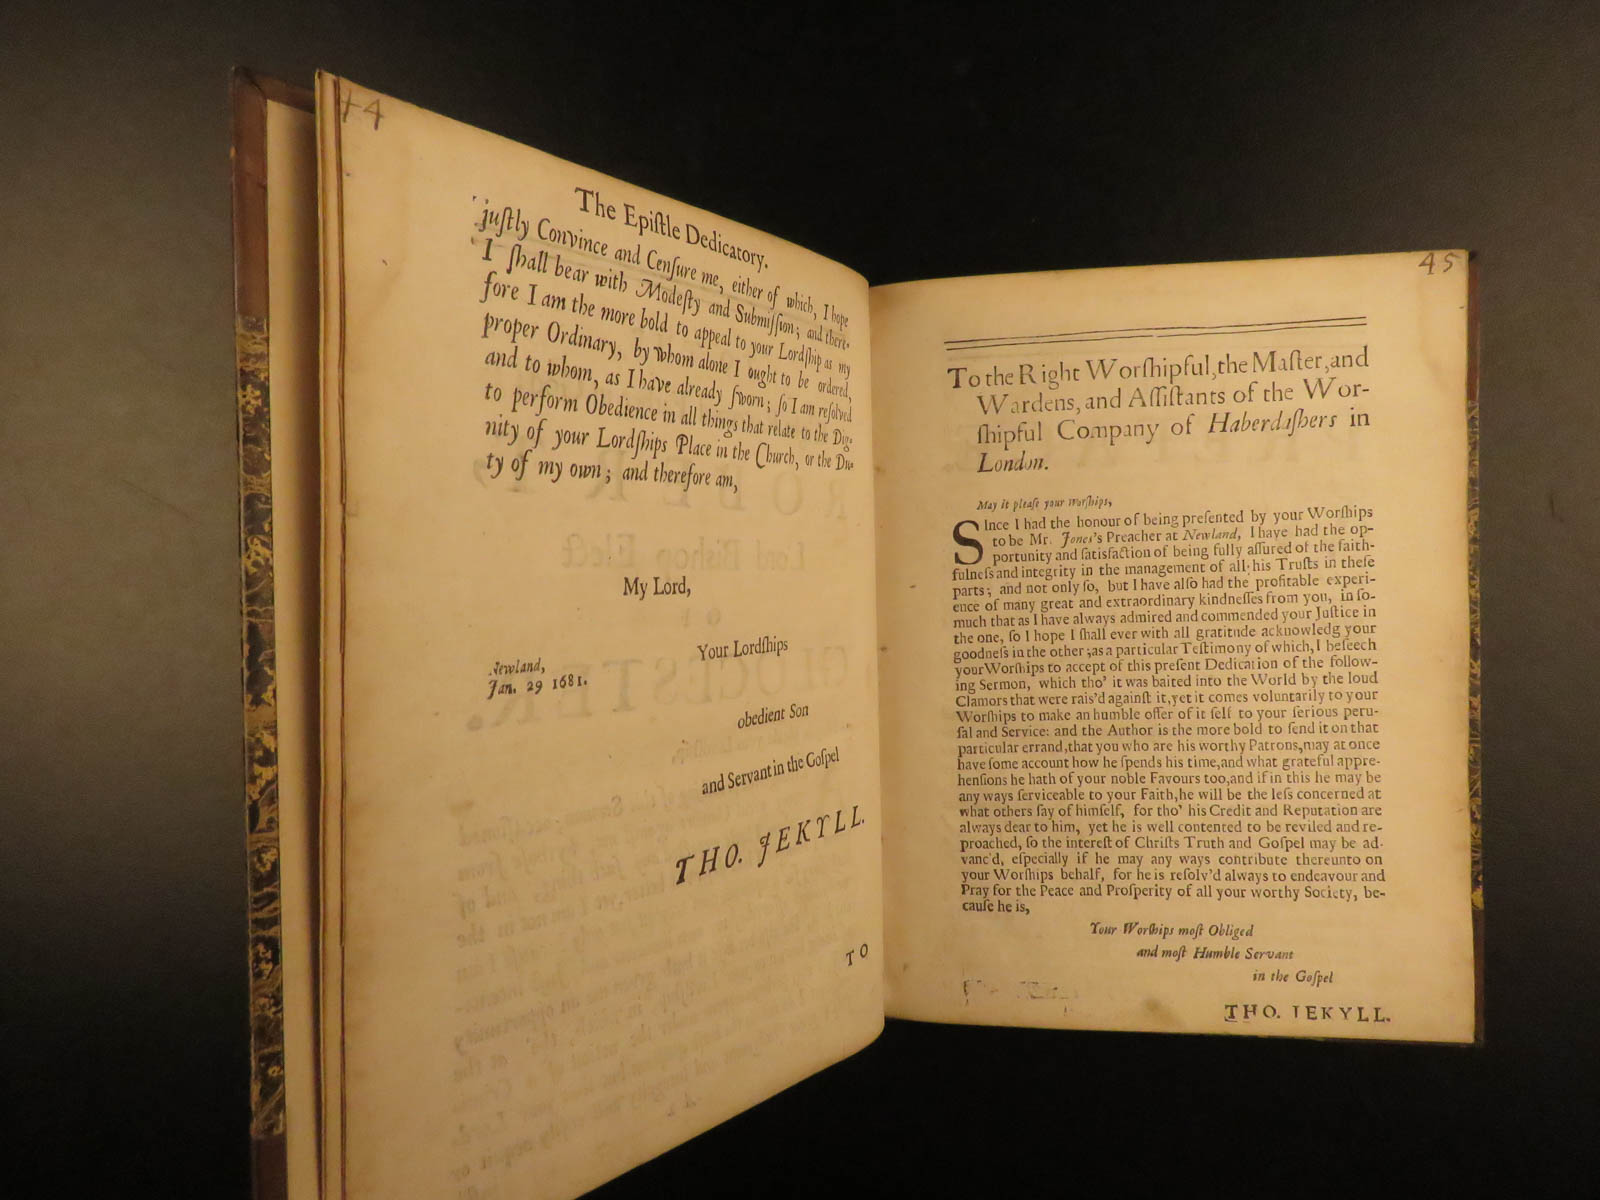 44
The Epiſtle Dedicatory.
juſtly Convince and Cenſure me, either of which, I hope
I ſhall bear with Modeſty and Submiſſion; and there-
fore I am the more bold to appeal to your Lordſhip as my
proper Ordinary, by whom alone I ought to be ordered,
and to whom, as I have already ſworn; ſo I am reſolved
to perform Obedience in all things that relate to the Dig-
nity of your Lordſhips Place in the Church, or the Du-
ty of my own; and therefore am,
My Lord,
Your Lordſhips
Newland,
Jan. 29 1681.
obedient Son
and Servant in the Goſpel
THO. JEKYLL.
TO
45
To the Right Worſhipful, the Maſter, and
Wardens, and Aſſiſtants of the Wor-
ſhipful Company of Haberdaſhers in
London.
May it pleaſe your Worſhips,
SInce I had the honour of being preſented by your Worſhips
to be Mr. Jones's Preacher at Newland, I have had the op-
portunity and ſatisfaction of being fully aſſured of the faith-
fulneſs and integrity in the management of all his Truſts in theſe
parts; and not only ſo, but I have alſo had the profitable experi-
ence of many great and extraordinary kindneſſes from you, in ſo-
much that as I have always admired and commended your Juſtice in
the one, ſo I hope I ſhall ever with all gratitude acknowledg your
goodneſs in the other; as a particular Teſtimony of which, I beſeech
your Worſhips to accept of this preſent Dedication of the follow-
ing Sermon, which tho' it was baited into the World by the loud
Clamors that were rais'd againſt it, yet it comes voluntarily to your
Worſhips to make an humble offer of it ſelf to your ſerious peru-
ſal and Service: and the Author is the more bold to ſend it on that
particular errand, that you who are his worthy Patrons, may at once
have ſome account how he ſpends his time, and what grateful appre-
henſions he hath of your noble Favours too, and if in this he may be
any ways ſerviceable to your Faith, he will be the leſs concerned at
what others ſay of himſelf, for tho' his Credit and Reputation are
always dear to him, yet he is well contented to be reviled and re-
proached, ſo the intereſt of Chriſts Truth and Goſpel may be ad-
vanc'd, eſpecially if he may any ways contribute thereunto on
your Worſhips behalf, for he is reſolv'd always to endeavour and
Pray for the Peace and Proſperity of all your worthy Society, be-
cauſe he is,
Your Worſhips moſt Obliged
and moſt Humble Servant
in the Goſpel
THO. JEKYLL.